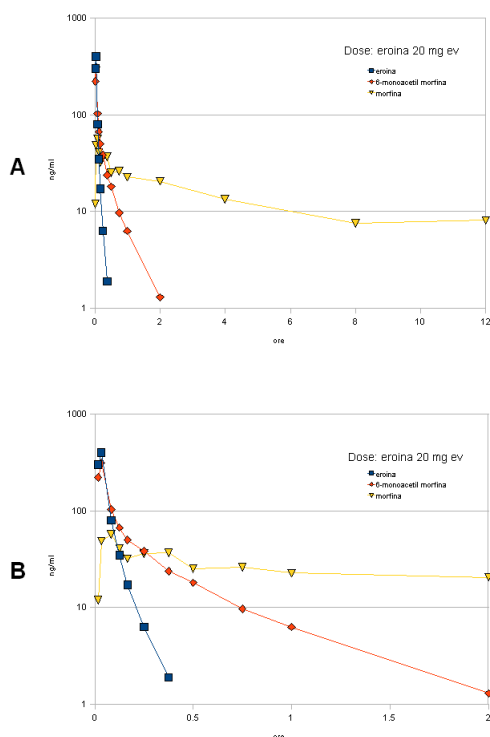 1000
Dose: eroina 20 mg ev
eroina
6-monoacetil morfina
morfina
100
A
ng/ml
10
1
0 2 4 6 8 10 12
ore
1000
Dose: eroina 20 mg ev
eroina
6-monoacetil morfina
morfina
100
B
ng/ml
10
1
0 0.5 1 1.5 2
ore